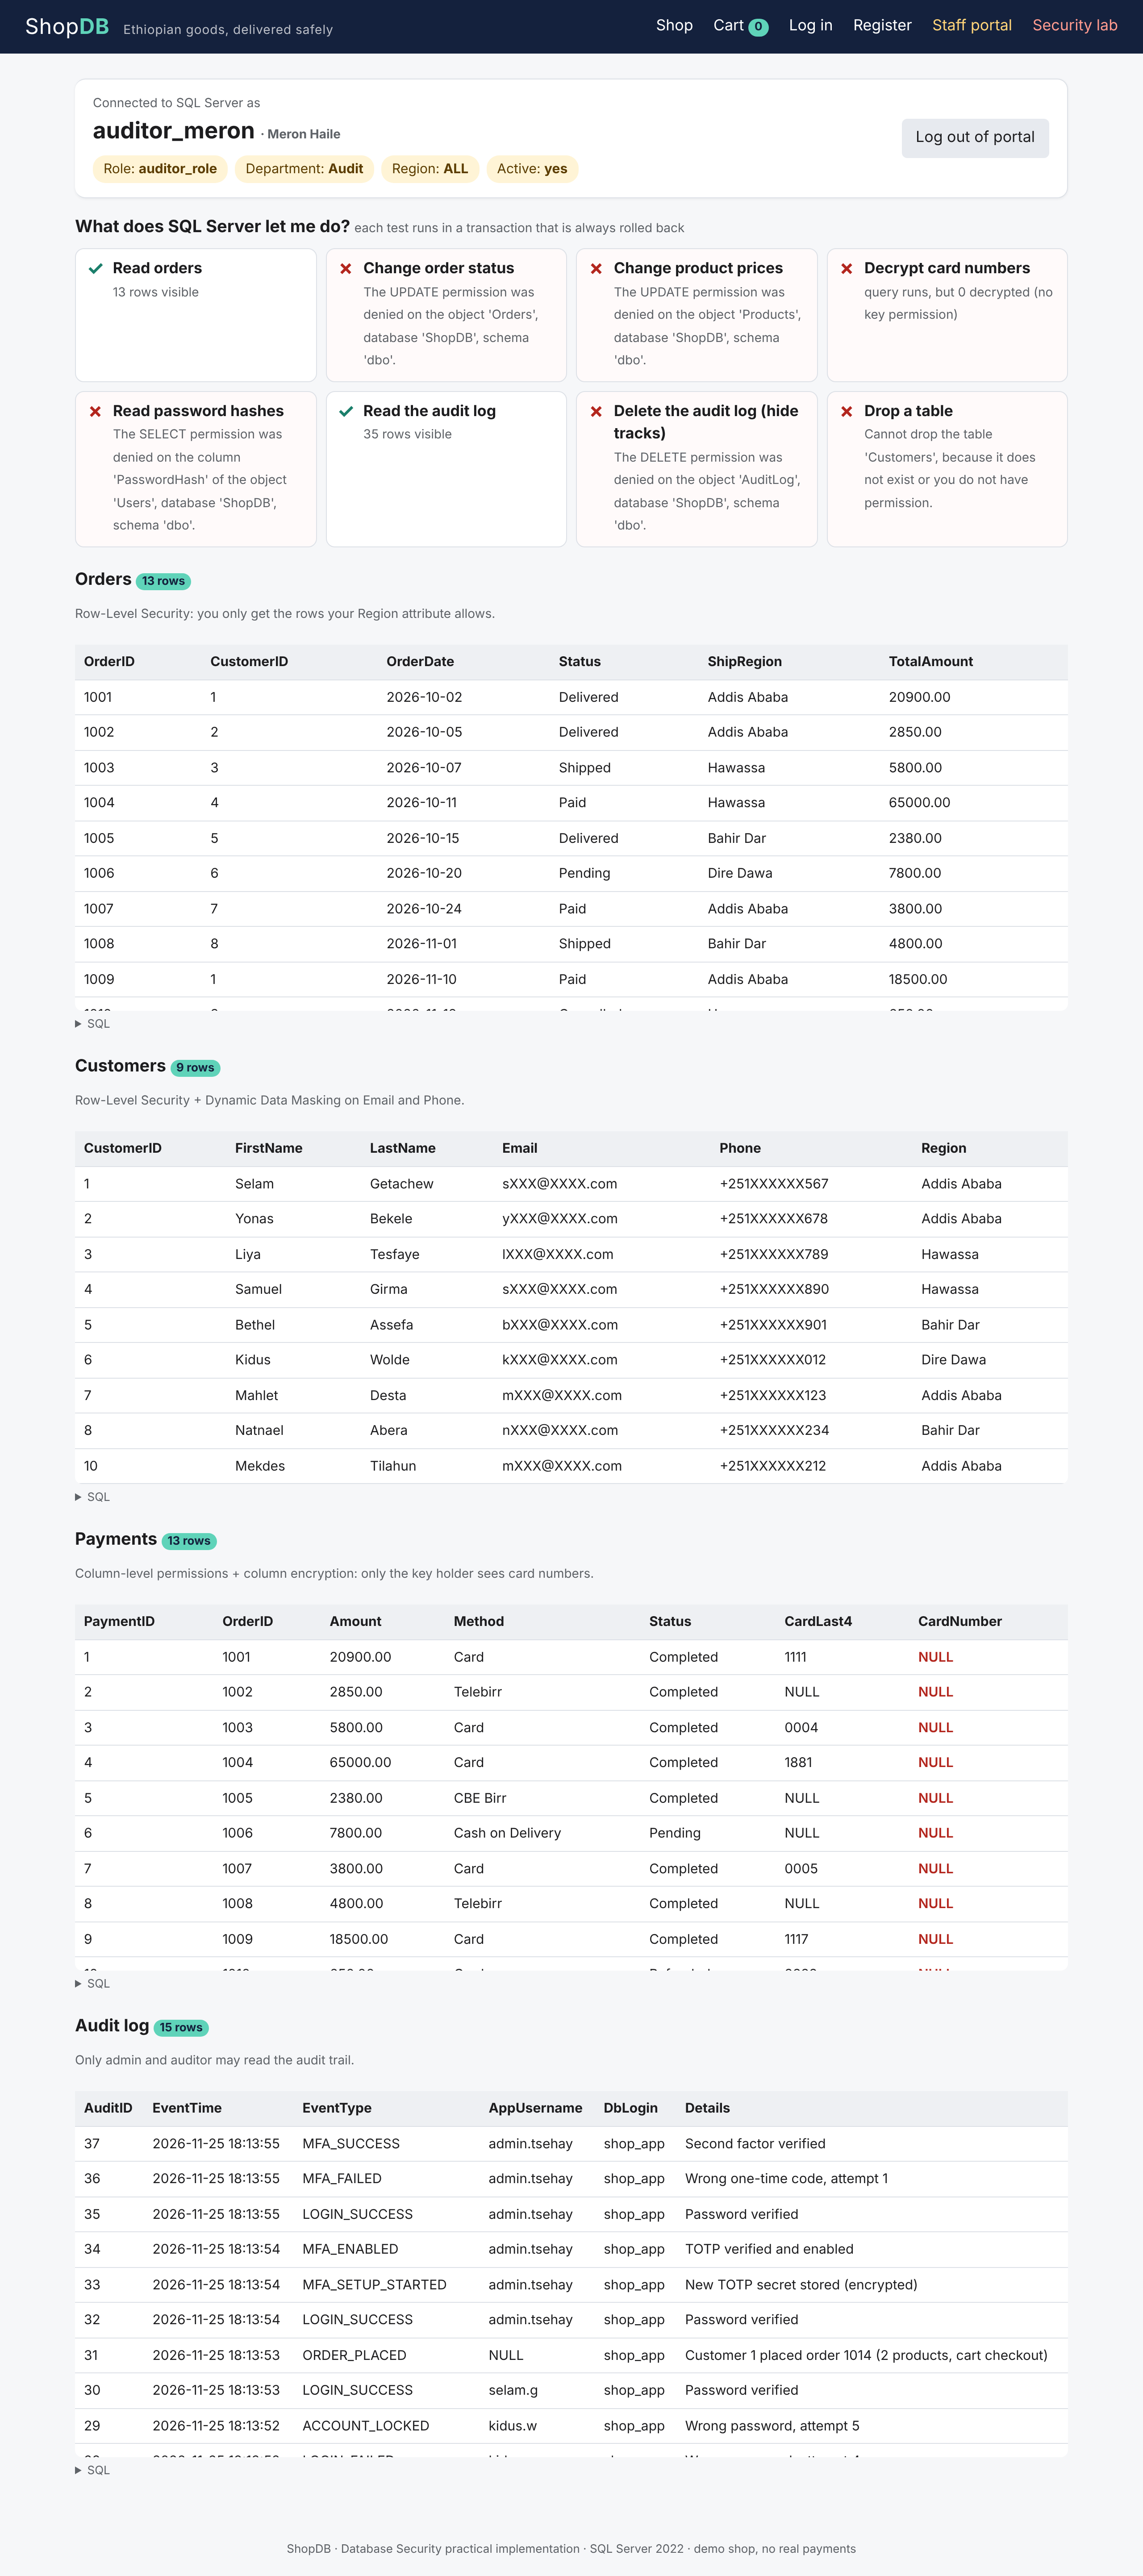 ShopDB Ethiopian goods, delivered safely Shop Cart 0 Log in Register Staff portal Security lab
Connected to SQL Server as
auditor_meron · Meron Haile
Log out of portal
Role: auditor_role Department: Audit Region: ALL Active: yes
What does SQL Server let me do? each test runs in a transaction that is always rolled back
Read orders
13 rows visible
Change order status
The UPDATE permission was
denied on the object 'Orders',
database 'ShopDB', schema
'dbo'.
Change product prices
The UPDATE permission was
denied on the object 'Products',
database 'ShopDB', schema
'dbo'.
Decrypt card numbers
query runs, but 0 decrypted (no
key permission)
Read password hashes
The SELECT permission was
denied on the column
'PasswordHash' of the object
'Users', database 'ShopDB',
schema 'dbo'.
Read the audit log
35 rows visible
Delete the audit log (hide
tracks)
The DELETE permission was
denied on the object 'AuditLog',
database 'ShopDB', schema
'dbo'.
Drop a table
Cannot drop the table
'Customers', because it does
not exist or you do not have
permission.
Orders 13 rows
Row-Level Security: you only get the rows your Region attribute allows.
OrderID CustomerID OrderDate Status ShipRegion TotalAmount
1001 1 2026-10-02 Delivered Addis Ababa 20900.00
1002 2 2026-10-05 Delivered Addis Ababa 2850.00
1003 3 2026-10-07 Shipped Hawassa 5800.00
1004 4 2026-10-11 Paid Hawassa 65000.00
1005 5 2026-10-15 Delivered Bahir Dar 2380.00
1006 6 2026-10-20 Pending Dire Dawa 7800.00
1007 7 2026-10-24 Paid Addis Ababa 3800.00
1008 8 2026-11-01 Shipped Bahir Dar 4800.00
1009 1 2026-11-10 Paid Addis Ababa 18500.00
SQL
Customers 9 rows
Row-Level Security + Dynamic Data Masking on Email and Phone.
CustomerID FirstName LastName Email Phone Region
1 Selam Getachew sXXX@XXXX.com +251XXXXXX567 Addis Ababa
2 Yonas Bekele yXXX@XXXX.com +251XXXXXX678 Addis Ababa
3 Liya Tesfaye lXXX@XXXX.com +251XXXXXX789 Hawassa
4 Samuel Girma sXXX@XXXX.com +251XXXXXX890 Hawassa
5 Bethel Assefa bXXX@XXXX.com +251XXXXXX901 Bahir Dar
6 Kidus Wolde kXXX@XXXX.com +251XXXXXX012 Dire Dawa
7 Mahlet Desta mXXX@XXXX.com +251XXXXXX123 Addis Ababa
8 Natnael Abera nXXX@XXXX.com +251XXXXXX234 Bahir Dar
10 Mekdes Tilahun mXXX@XXXX.com +251XXXXXX212 Addis Ababa
SQL
Payments 13 rows
Column-level permissions + column encryption: only the key holder sees card numbers.
PaymentID OrderID Amount Method Status CardLast4 CardNumber
1 1001 20900.00 Card Completed 1111 NULL
2 1002 2850.00 Telebirr Completed NULL NULL
3 1003 5800.00 Card Completed 0004 NULL
4 1004 65000.00 Card Completed 1881 NULL
5 1005 2380.00 CBE Birr Completed NULL NULL
6 1006 7800.00 Cash on Delivery Pending NULL NULL
7 1007 3800.00 Card Completed 0005 NULL
8 1008 4800.00 Telebirr Completed NULL NULL
9 1009 18500.00 Card Completed 1117 NULL
SQL
Audit log 15 rows
Only admin and auditor may read the audit trail.
AuditID EventTime EventType AppUsername DbLogin Details
37 2026-11-25 18:13:55 MFA_SUCCESS admin.tsehay shop_app Second factor verified
36 2026-11-25 18:13:55 MFA_FAILED admin.tsehay shop_app Wrong one-time code, attempt 1
35 2026-11-25 18:13:55 LOGIN_SUCCESS admin.tsehay shop_app Password verified
34 2026-11-25 18:13:54 MFA_ENABLED admin.tsehay shop_app TOTP verified and enabled
33 2026-11-25 18:13:54 MFA_SETUP_STARTED admin.tsehay shop_app New TOTP secret stored (encrypted)
32 2026-11-25 18:13:54 LOGIN_SUCCESS admin.tsehay shop_app Password verified
31 2026-11-25 18:13:53 ORDER_PLACED NULL shop_app Customer 1 placed order 1014 (2 products, cart checkout)
30 2026-11-25 18:13:53 LOGIN_SUCCESS selam.g shop_app Password verified
29 2026-11-25 18:13:52 ACCOUNT_LOCKED kidus.w shop_app Wrong password, attempt 5
SQL
ShopDB · Database Security practical implementation · SQL Server 2022 · demo shop, no real payments